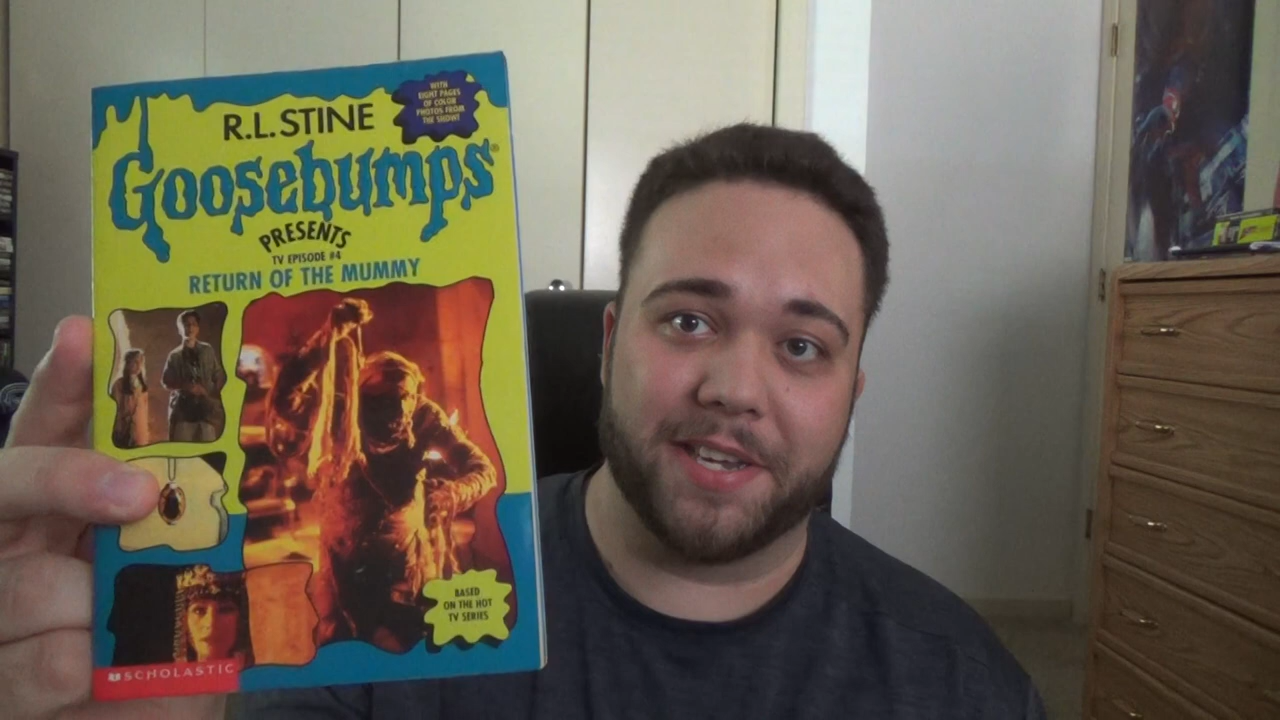 R.L. STINE
WITH
EIGHT PAGES
OF COLOR
PHOTOS FROM
THE SHOW!
Goosebumps®
PRESENTS
TV EPISODE #4
RETURN OF THE MUMMY
BASED
ON THE HOT
TV SERIES
SCHOLASTIC